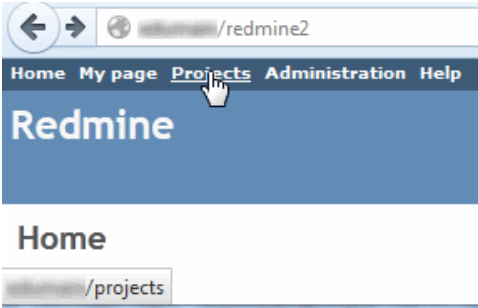 /redmine2
Home My page Projects Administration Help
Redmine
Home
/projects